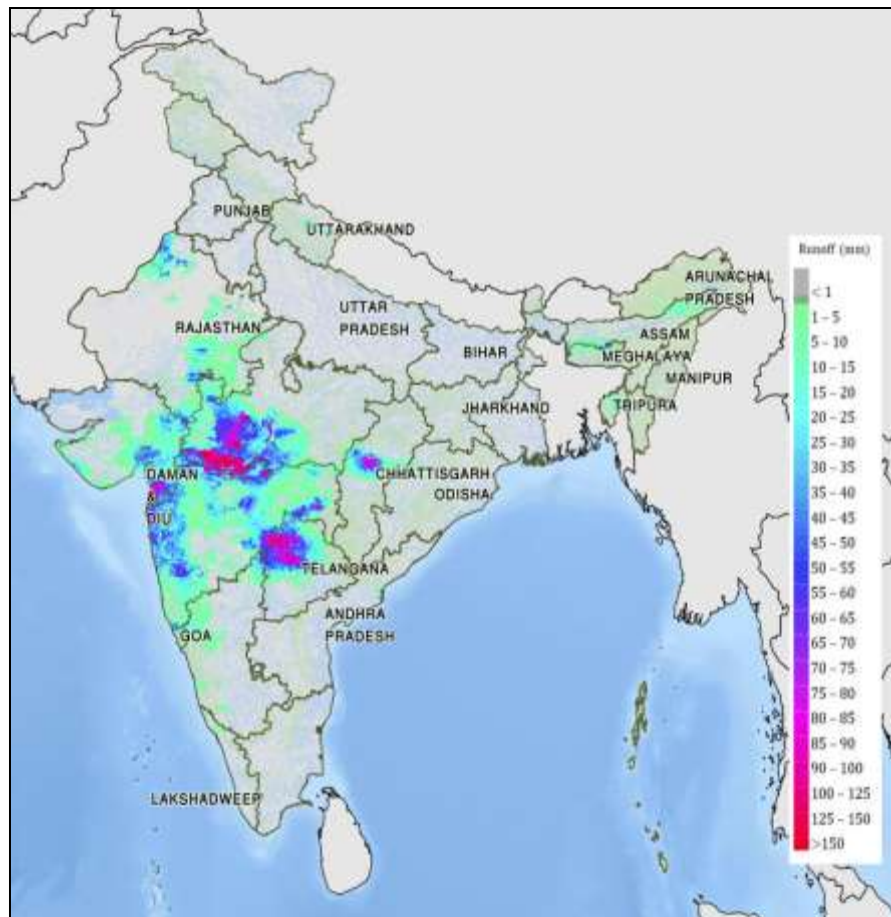 PUNJAB
UTTARAKHAND
Runoff (mm)
ARUNACHAL
PRADESH
< 1
1 – 5
5 – 10
10 – 15
15 – 20
20 – 25
25 – 30
30 – 35
35 – 40
40 – 45
45 – 50
50 – 55
55 – 60
60 – 65
65 – 70
70 – 75
75 – 80
80 – 85
85 – 90
90 – 100
100 – 125
125 – 150
>150
RAJASTHAN
UTTAR
PRADESH
BIHAR
ASSAM
MEGHALAYA
MANIPUR
JHARKHAND
TRIPURA
DAMAN
&
DIU
CHHATTISGARH
ODISHA
TELANGANA
GOA
ANDHRA
PRADESH
LAKSHADWEEP